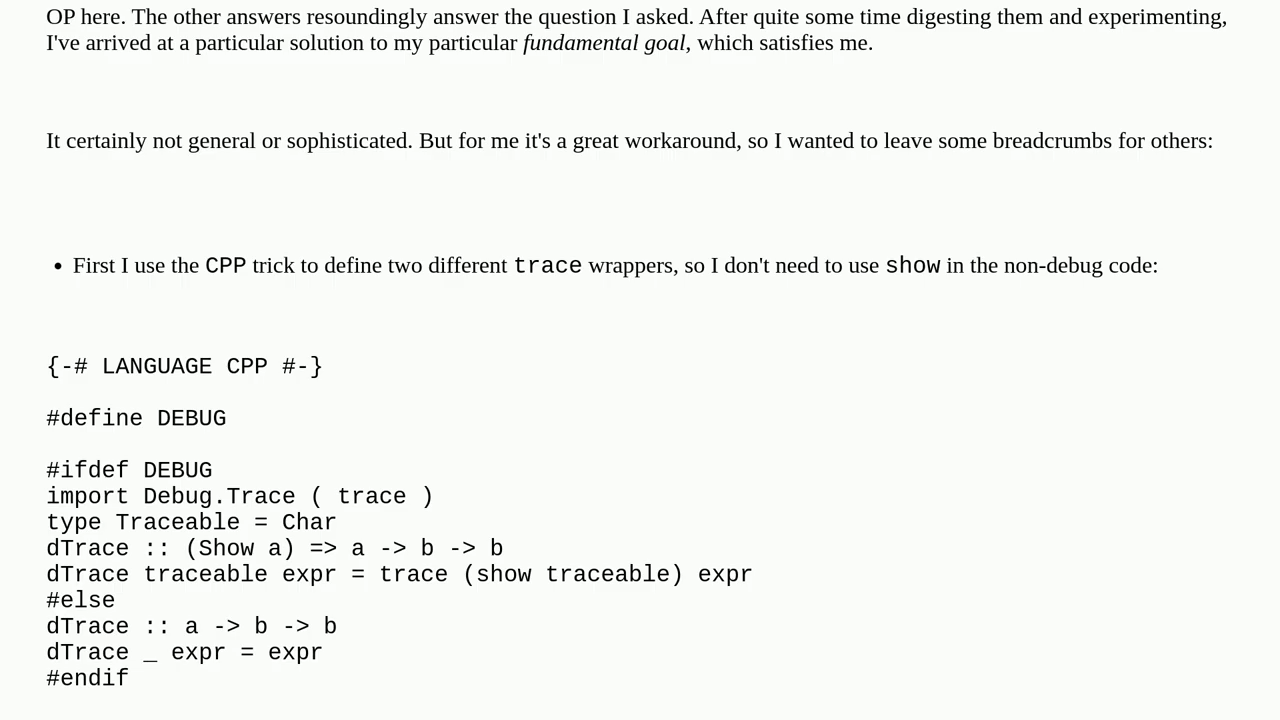 OP here. The other answers resoundingly answer the question I asked. After quite some time digesting them and experimenting,
I've arrived at a particular solution to my particular fundamental goal, which satisfies me.
It certainly not general or sophisticated. But for me it's a great workaround, so I wanted to leave some breadcrumbs for others:
• First I use the CPP trick to define two different trace wrappers, so I don't need to use show in the non-debug code:
{-# LANGUAGE CPP #-}
#define DEBUG
#ifdef DEBUG
import Debug.Trace ( trace )
type Traceable = Char
dTrace :: (Show a) => a -> b -> b
dTrace traceable expr = trace (show traceable) expr
#else
dTrace :: a -> b -> b
dTrace _ expr = expr
#endif